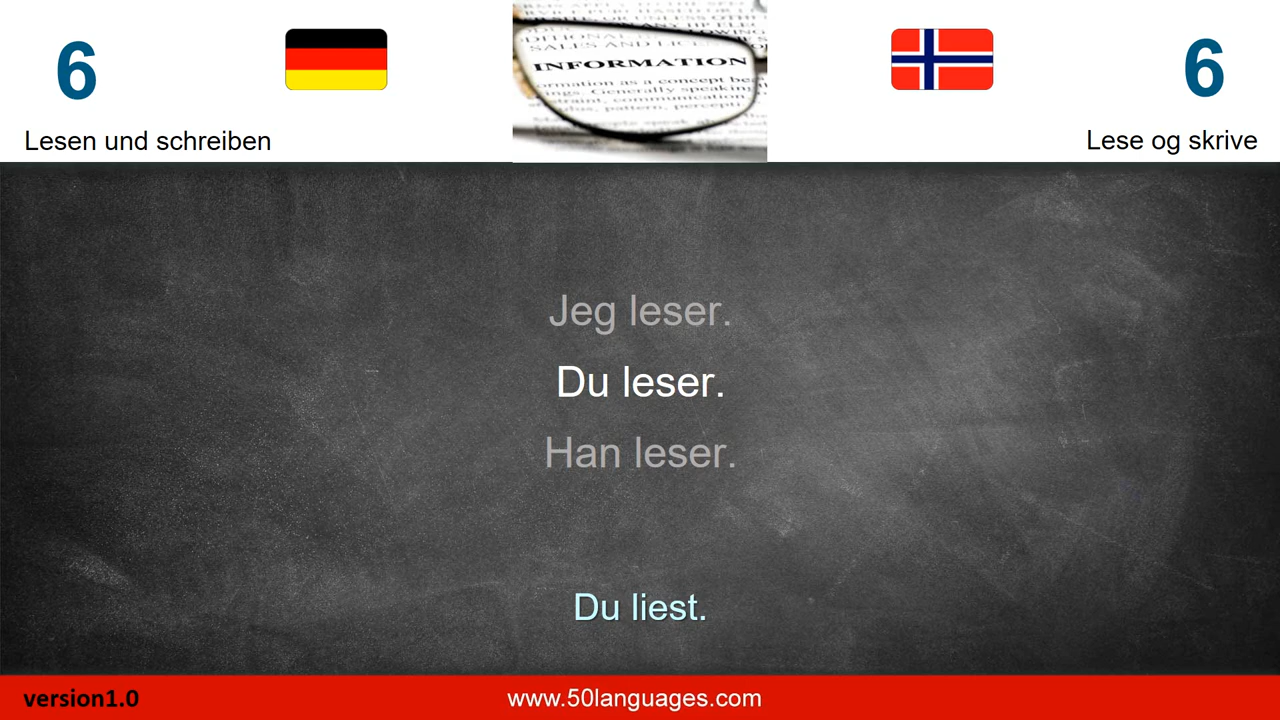 6
6
Lesen und schreiben
Lese og skrive
INFORMATION
Jeg leser.
Du leser.
Han leser.
Du liest.
version1.0
www.50languages.com